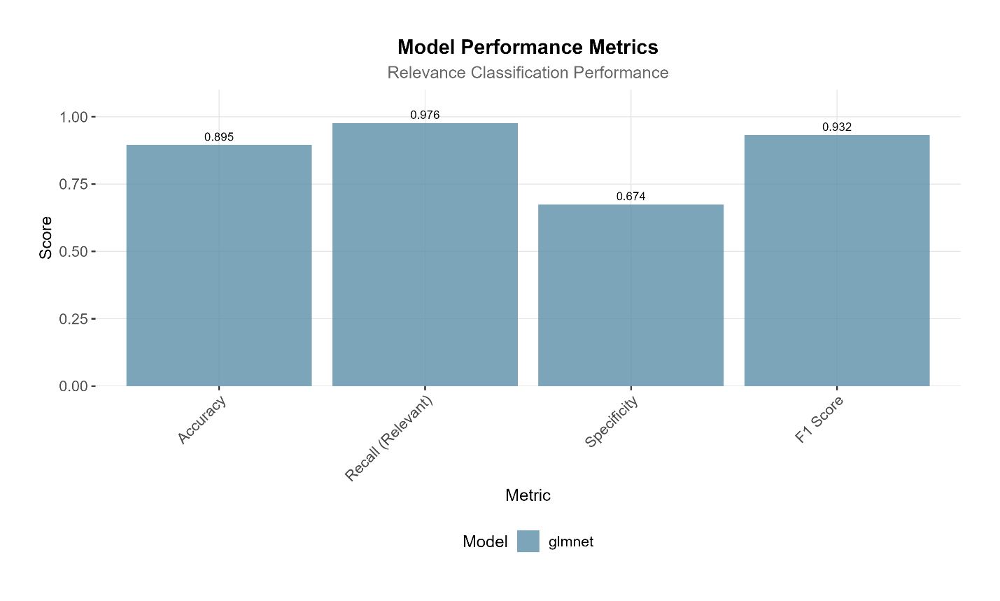 Model Performance Metrics
Relevance Classification Performance
1.00
0.75
0.50
0.25
0.00
Score
0.895
0.976
0.674
0.932
Accuracy
Recall (Relevant)
Specificity
F1 Score
Metric
Model glmnet